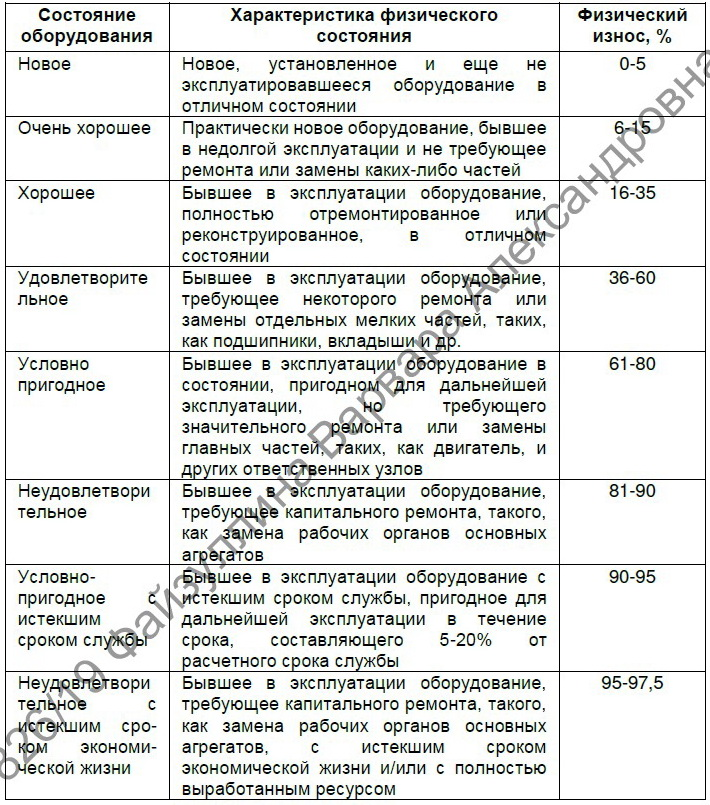 Состояние оборудования
Характеристика физического состояния
Физический износ, %
Новое
Новое, установленное и еще не
эксплуатировавшееся оборудование в
отличном состоянии
0-5
Очень хорошее
Практически новое оборудование, бывшее
в недолгой эксплуатации и не требующее
ремонта или замены каких-либо частей
6-15
Хорошее
Бывшее в эксплуатации оборудование,
полностью отремонтированное или
реконструированное, в отличном
состоянии
16-35
Удовлетворите
льное
Бывшее в эксплуатации оборудование,
требующее некоторого ремонта или
замены отдельных мелких частей, таких,
как подшипники, вкладыши и др.
36-60
Условно
пригодное
Бывшее в эксплуатации оборудование в
состоянии, пригодном для дальнейшей
эксплуатации, но требующего
значительного ремонта или замены
главных частей, таких, как двигатель, и
других ответственных узлов
61-80
Неудовлетвори
тельное
Бывшее в эксплуатации оборудование,
требующее капитального ремонта, такого,
как замена рабочих органов основных
агрегатов
81-90
Условно-
пригодное с
истекшим
сроком службы
Бывшее в эксплуатации оборудование с
истекшим сроком службы, пригодное для
дальнейшей эксплуатации в течение
срока, составляющего 5-20% от
расчетного срока службы
90-95
Неудовлетвори
тельное с
истекшим сро-
ком экономи-
ческой жизни
Бывшее в эксплуатации оборудование,
требующее капитального ремонта, такого,
как замена рабочих органов основных
агрегатов, с истекшим сроком
экономической жизни и/или с полностью
выработанным ресурсом
95-97,5
826/19 Файзуллина Варвара Александровна